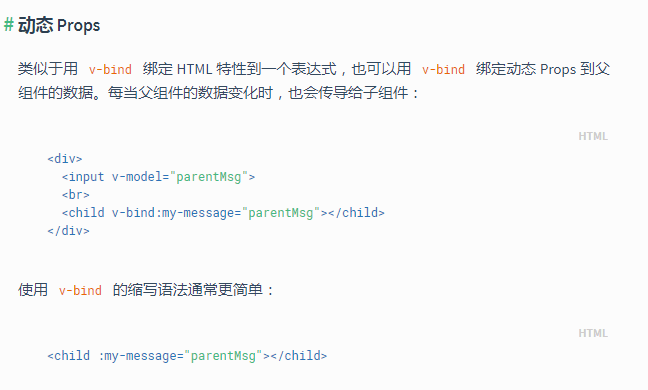 # 动态 Props
类似于用 v-bind 绑定 HTML 特性到一个表达式，也可以用 v-bind 绑定动态 Props 到父
组件的数据。每当父组件的数据变化时，也会传导给子组件：
HTML
<div>
  <input v-model="parentMsg">
  <br>
  <child v-bind:my-message="parentMsg"></child>
</div>
使用 v-bind 的缩写语法通常更简单：
HTML
<child :my-message="parentMsg"></child>